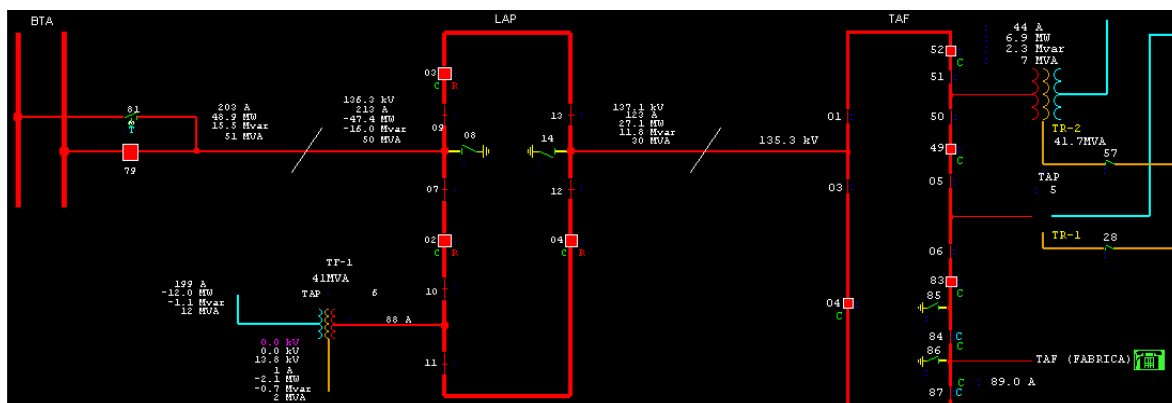 BTA
LAP
TAF
81
203 A
48.9 MW
15.5 Mvar
51 MVA
79
136.3 kV
213 A
-47.4 MW
-16.0 Mvar
50 MVA
03
C R
09
08
07
02
C R
10
11
TF-1
41MVA
TAP 6
199 A
-12.0 MW
-1.1 Mvar
12 MVA
88 A
0.0 kV
0.0 kV
13.8 kV
1 A
-2.1 MW
-0.7 Mvar
2 MVA
13
14
12
04
C R
137.1 kV
123 A
27.1 MW
11.8 Mvar
30 MVA
135.3 kV
01
03
04
C
44 A
6.9 MW
2.3 Mvar
7 MVA
52
C
51
50
49
C
05
06
83
C
85
84 C
C
86
87 C C
89.0 A
TR-2
41.7MVA
57
TAP
5
TR-1
28
TAF (FABRICA)